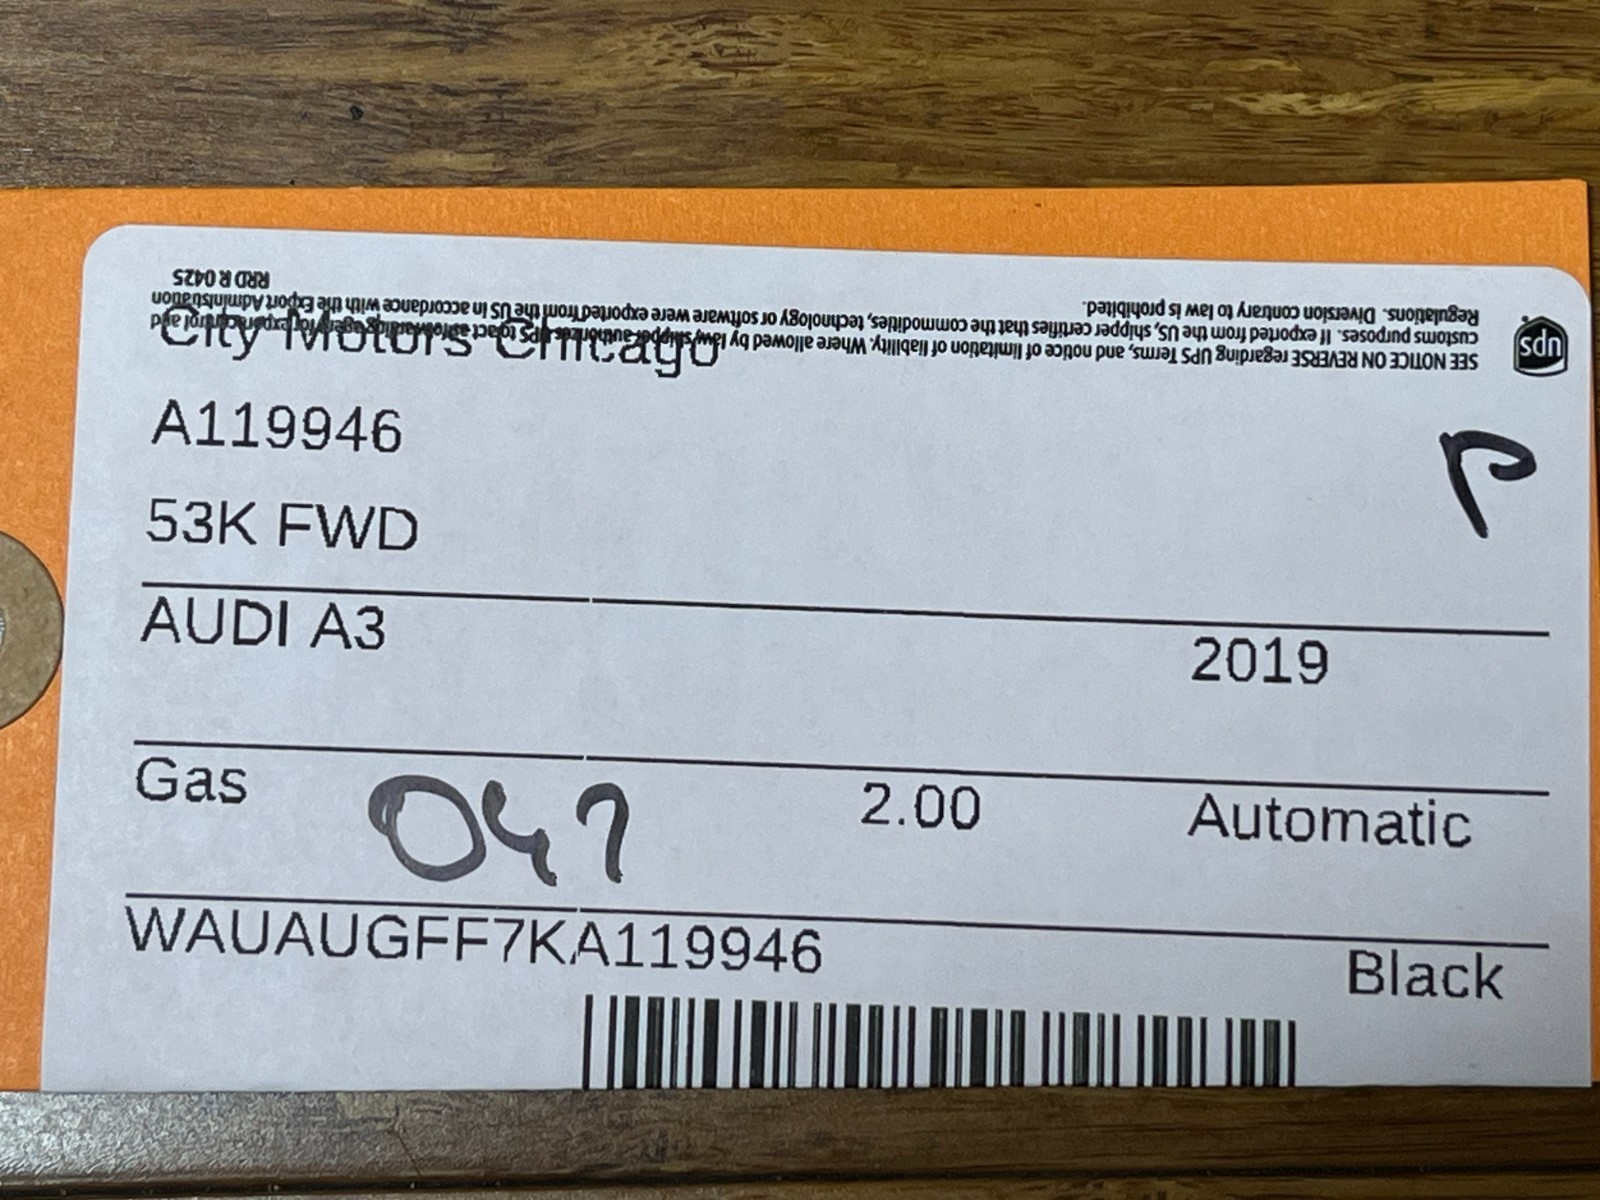 RRD R 0425
SEE NOTICE ON REVERSE regarding UPS Terms, and notice of limitation of liability. Where allowed by law, shipper authorizes UPS to act as forwarding agent for export control and
customs purposes. If exported from the US, shipper certifies that the commodities, technology or software were exported from the US in accordance with the Export Administration
Regulations. Diversion contrary to law is prohibited.
ups
City Motors Chicago
A119946
P
53K FWD
AUDI A3 2019
Gas 047 2.00 Automatic
WAUAUGFF7KA119946 Black